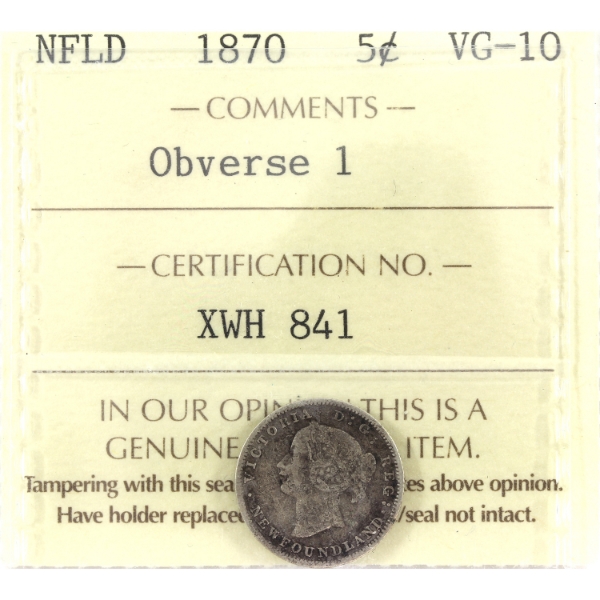 NFLD 1870 5¢ VG-10
— COMMENTS —
Obverse 1
— CERTIFICATION NO. —
XWH 841
IN OUR OPIN THIS IS A
GENUINE ITEM.
Tampering with this sea es above opinion.
Have holder replace /seal not intact.
VICTORIA D: G: REG:
NEWFOUNDLAND